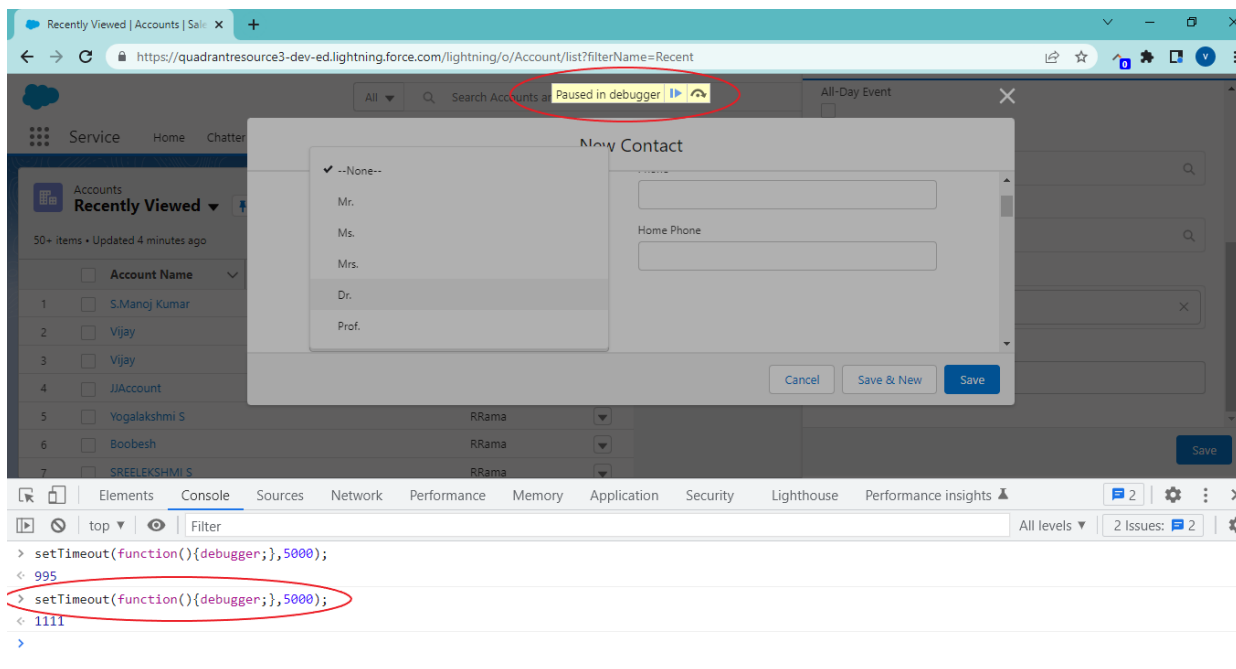 Recently Viewed | Accounts | Sale
https://quadrantresource3-dev-ed.lightning.force.com/lightning/o/Account/list?filterName=Recent
0
V
All
Search Accounts an
Paused in debugger
All-Day Event
Service
Home
Chatter
New Contact
Accounts
Recently Viewed
50+ items • Updated 4 minutes ago
Account Name
1
S.Manoj Kumar
2
Vijay
3
Vijay
4
JJAccount
5
Yogalakshmi S
RRama
6
Boobesh
RRama
7
SREELEKSHMI S
RRama
--None--
Mr.
Ms.
Mrs.
Dr.
Prof.
Phone
Home Phone
Cancel
Save & New
Save
Save
Elements
Console
Sources
Network
Performance
Memory
Application
Security
Lighthouse
Performance insights
2
top
Filter
All levels
2 Issues:
2
> setTimeout(function(){debugger;},5000);
995
> setTimeout(function(){debugger;},5000);
1111
>